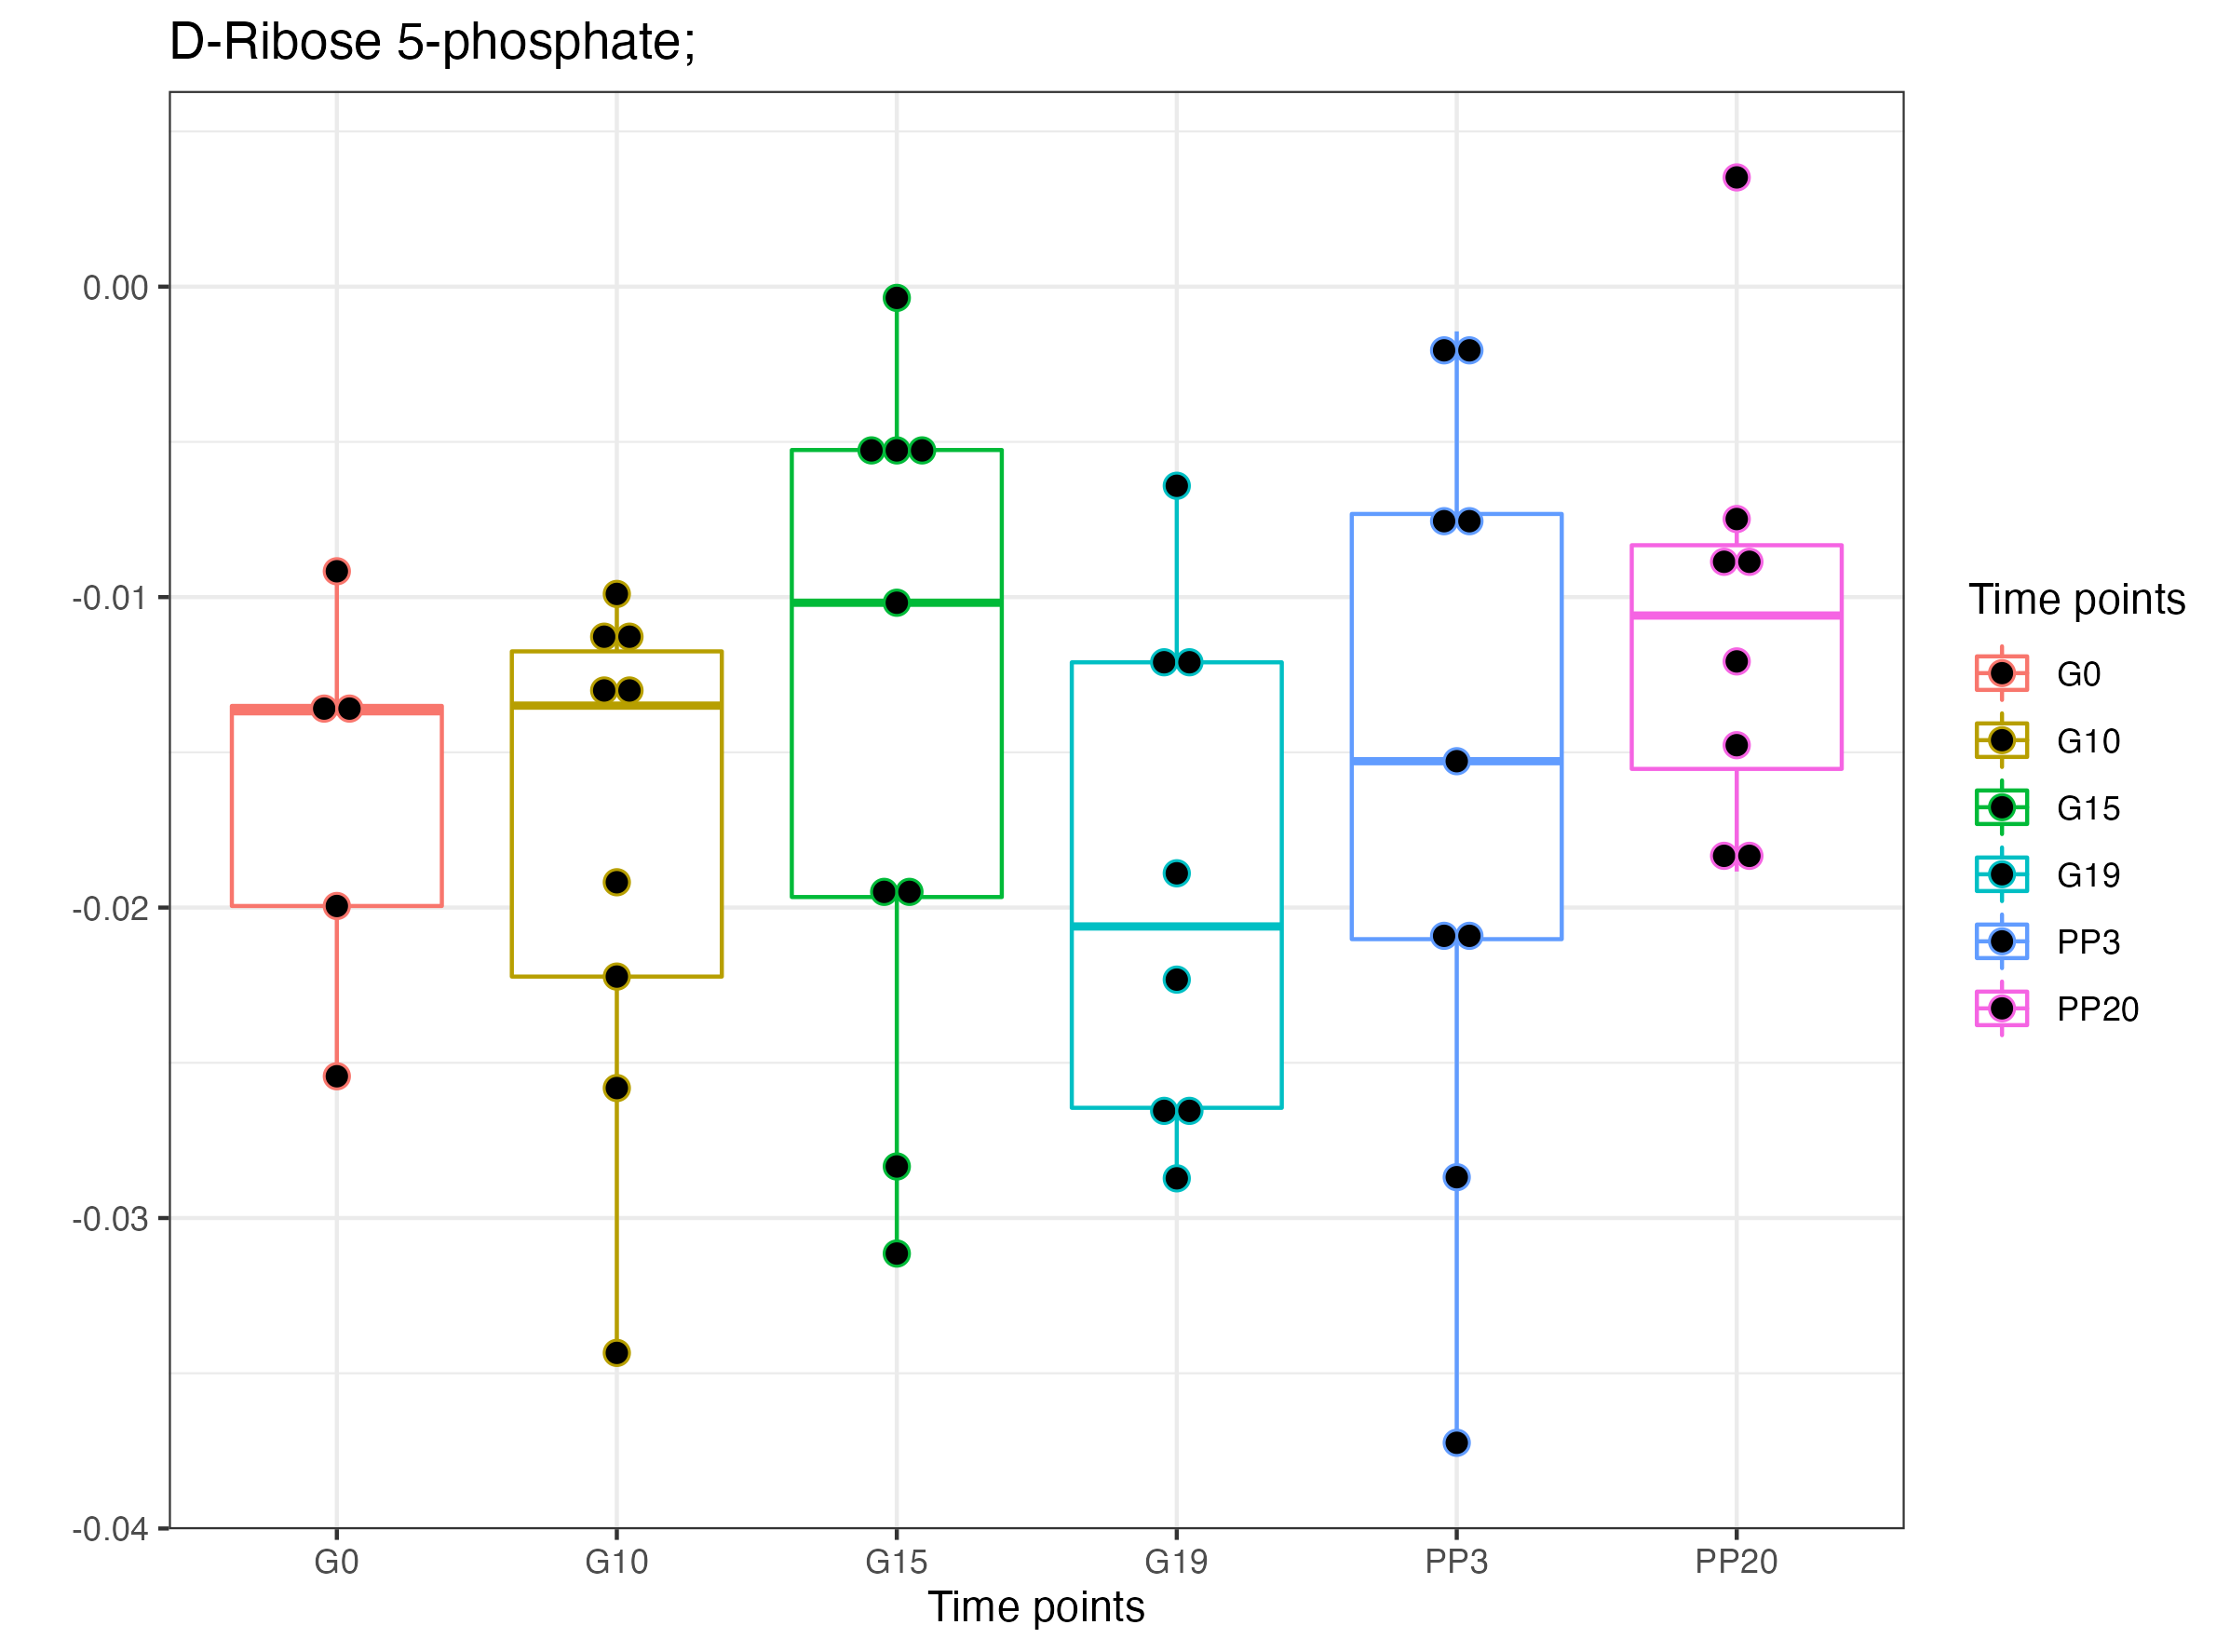 D-Ribose 5-phosphate;
0.00
-0.01
-0.02
-0.03
-0.04
G0 G10 G15 G19 PP3 PP20
Time points
Time points
G0
G10
G15
G19
PP3
PP20